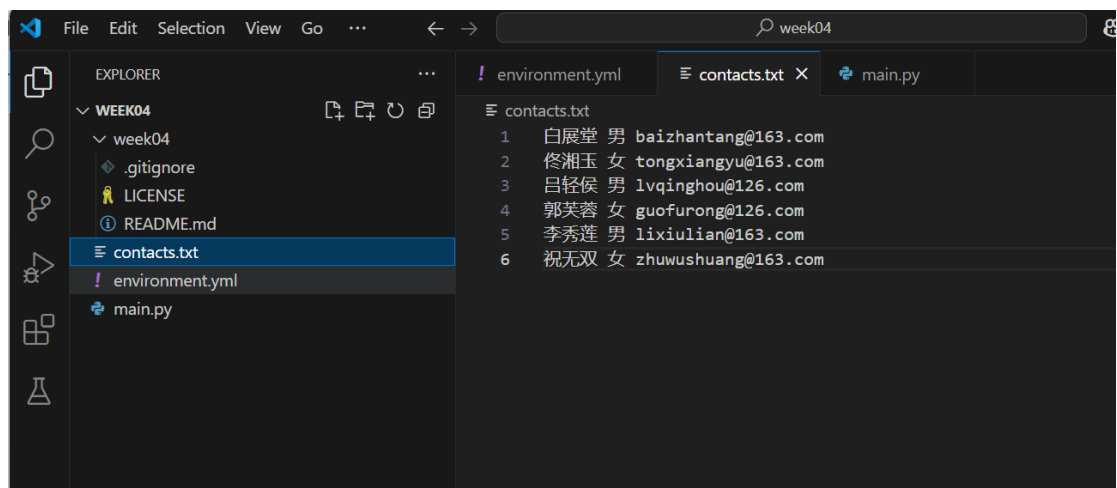 File Edit Selection View Go ··· ← → week04
EXPLORER ···
WEEK04
week04
.gitignore
LICENSE
README.md
contacts.txt
environment.yml
main.py
! environment.yml contacts.txt × main.py
contacts.txt
1 白展堂 男 baizhantang@163.com
2 佟湘玉 女 tongxiangyu@163.com
3 吕轻侯 男 lvqinghou@126.com
4 郭芙蓉 女 guofurong@126.com
5 李秀莲 男 lixiulian@163.com
6 祝无双 女 zhuwushuang@163.com